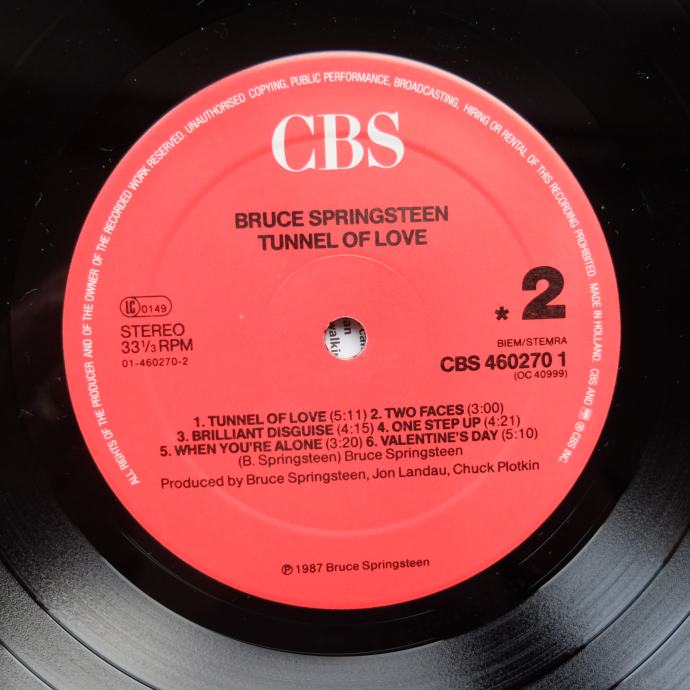 ALL RIGHTS OF THE PRODUCER AND OF THE OWNER OF THE RECORDED WORK RESERVED. UNAUTHORISED COPYING, PUBLIC PERFORMANCE, BROADCASTING, HIRING OR RENTAL OF THIS RECORDING PROHIBITED. MADE IN HOLLAND. CBS AND ℗ CBS INC.
CBS
BRUCE SPRINGSTEEN
TUNNEL OF LOVE
LC 0149
STEREO
33 1/3 RPM
01-460270-2
* 2
BIEM/STEMRA
CBS 460270 1
(OC 40999)
1. TUNNEL OF LOVE (5:11) 2. TWO FACES (3:00)
3. BRILLIANT DISGUISE (4:15) 4. ONE STEP UP (4:21)
5. WHEN YOU'RE ALONE (3:20) 6. VALENTINE'S DAY (5:10)
(B. Springsteen) Bruce Springsteen
Produced by Bruce Springsteen, Jon Landau, Chuck Plotkin
℗ 1987 Bruce Springsteen